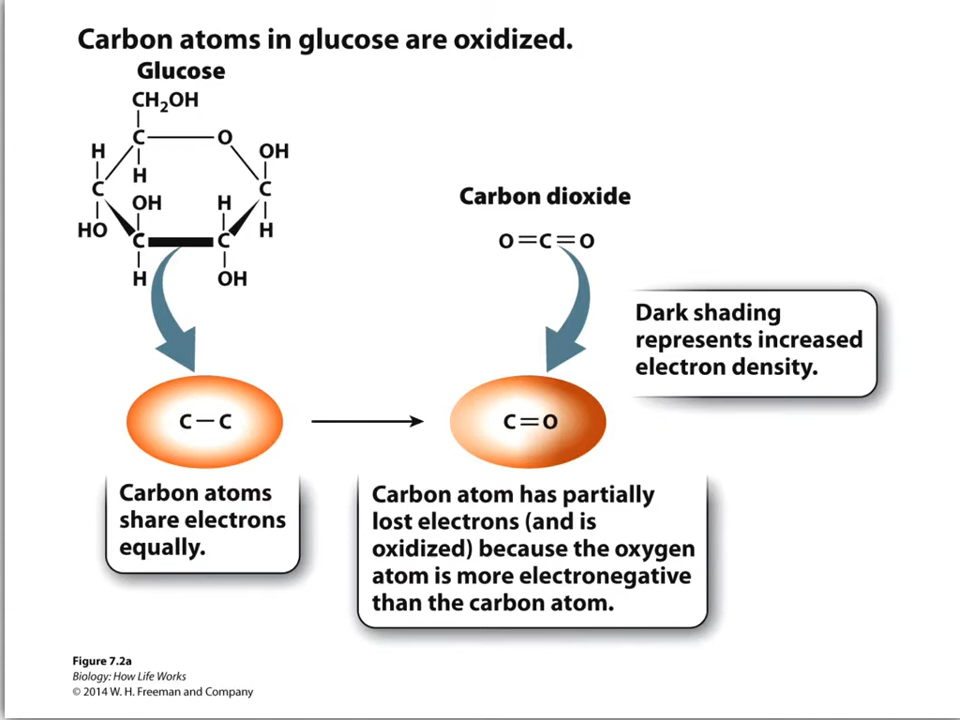 Carbon atoms in glucose are oxidized.
Glucose
CH₂OH
C O
H OH
H
C C
OH H
HO H
C C
H OH
Carbon dioxide
O=C=O
Dark shading
represents increased
electron density.
C−C
C=O
Carbon atoms
share electrons
equally.
Carbon atom has partially
lost electrons (and is
oxidized) because the oxygen
atom is more electronegative
than the carbon atom.
Figure 7.2a
Biology: How Life Works
© 2014 W. H. Freeman and Company